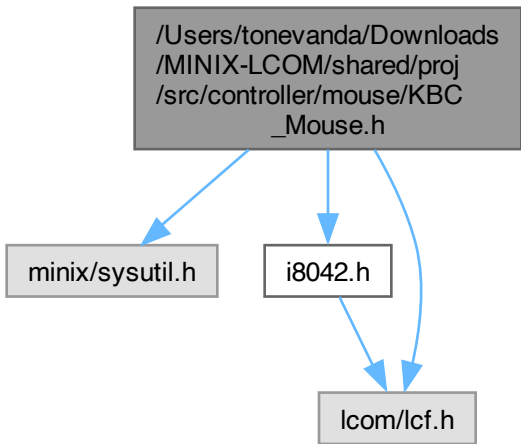 /Users/tonevanda/Downloads
/MINIX-LCOM/shared/proj
/src/controller/mouse/KBC
_Mouse.h
minix/sysutil.h
i8042.h
lcom/lcf.h